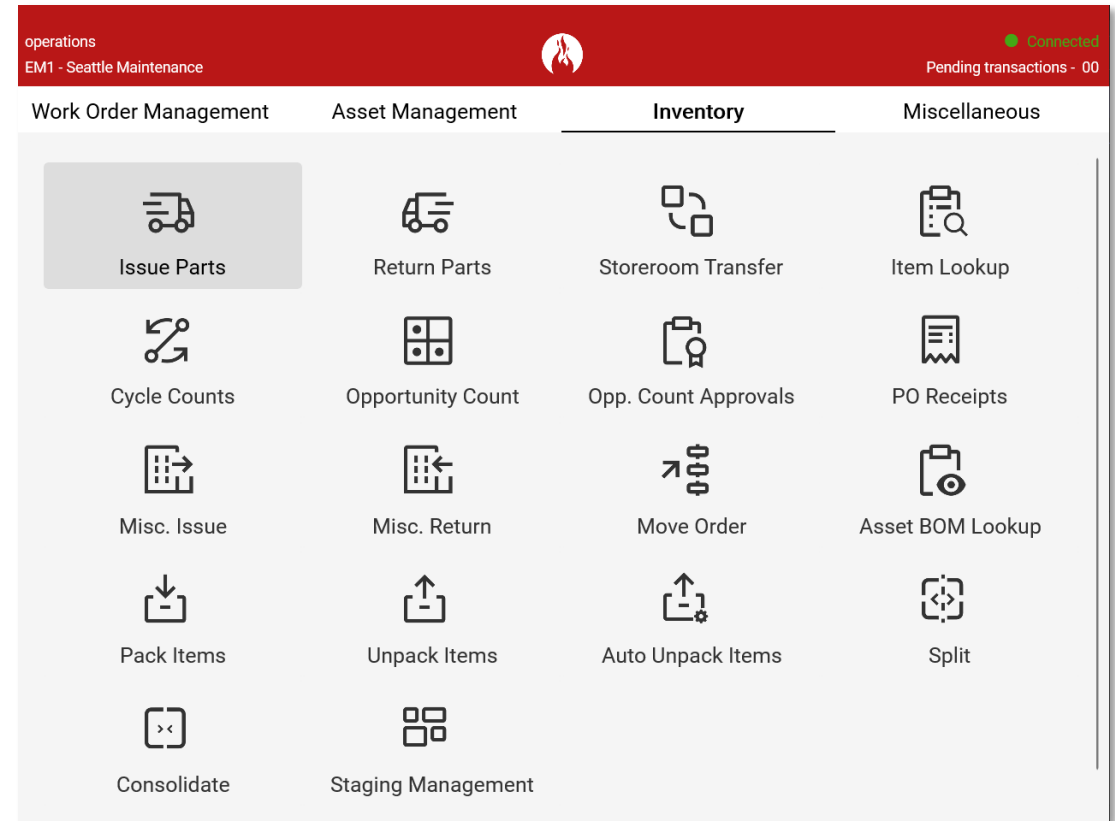 operations
Connected
EM1 - Seattle Maintenance
Pending transactions - 00
Work Order Management
Asset Management
Inventory
Miscellaneous
Issue Parts
Return Parts
Storeroom Transfer
Item Lookup
Cycle Counts
Opportunity Count
Opp. Count Approvals
PO Receipts
Misc. Issue
Misc. Return
Move Order
Asset BOM Lookup
Pack Items
Unpack Items
Auto Unpack Items
Split
Consolidate
Staging Management